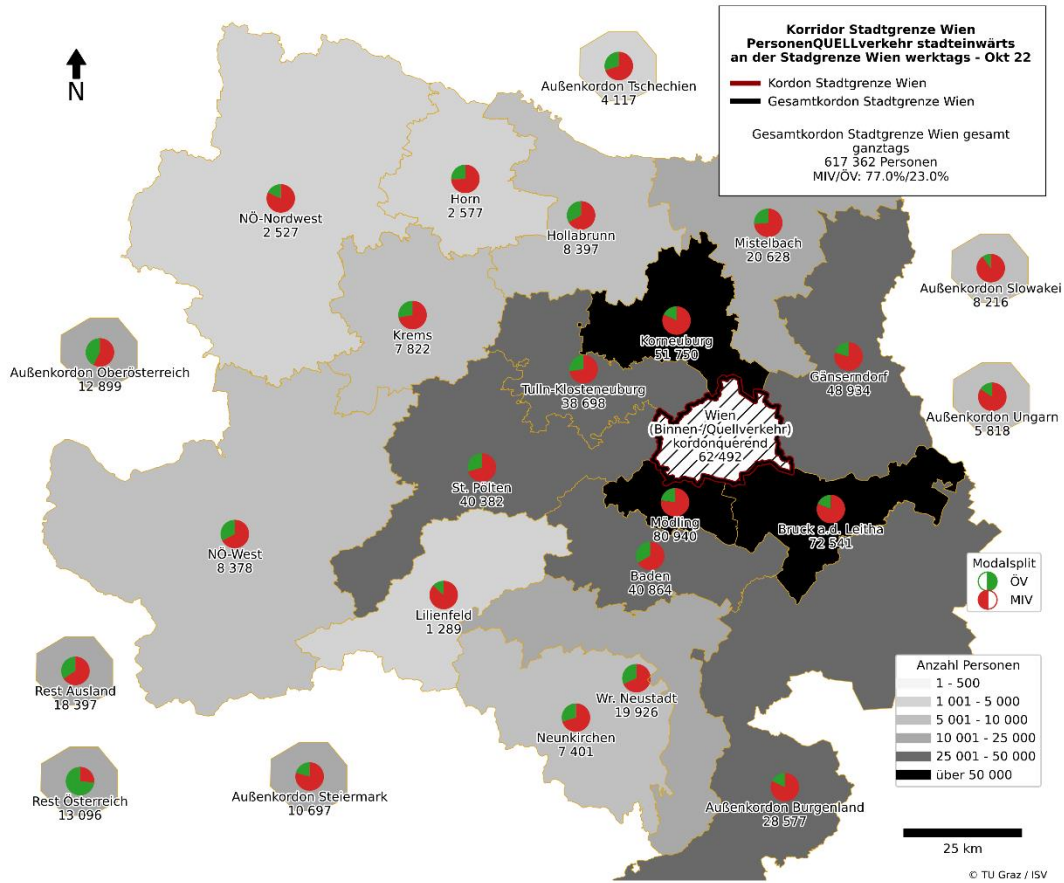 Korridor Stadtgrenze Wien
PersonenQUELLverkehr stadteinwärts
an der Stadgrenze Wien werktags - Okt 22
Kordon Stadtgrenze Wien
Gesamtkordon Stadtgrenze Wien
Gesamtkordon Stadtgrenze Wien gesamt
ganztags
617 362 Personen
MIV/ÖV: 77.0%/23.0%
N
Außenkordon Tschechien
4 117
Horn
2 577
NÖ-Nordwest
2 527
Hollabrunn
8 397
Mistelbach
20 628
Außenkordon Slowakei
8 216
Krems
7 822
Korneuburg
51 750
Außenkordon Oberösterreich
12 899
Tulln-Klosteneuburg
38 698
Gänserndorf
48 934
Außenkordon Ungarn
5 818
Wien
(Binnen-/Quellverkehr)
kordonquerend
62 492
St. Pölten
40 382
Mödling
80 940
Bruck a.d. Leitha
72 541
NÖ-West
8 378
Baden
40 864
Lilienfeld
1 289
Modalsplit
ÖV
MIV
Rest Ausland
18 397
Wr. Neustadt
19 926
Neunkirchen
7 401
Anzahl Personen
1 - 500
1 001 - 5 000
5 001 - 10 000
10 001 - 25 000
25 001 - 50 000
über 50 000
Rest Österreich
13 096
Außenkordon Steiermark
10 697
Außenkordon Burgenland
28 577
25 km
© TU Graz / ISV